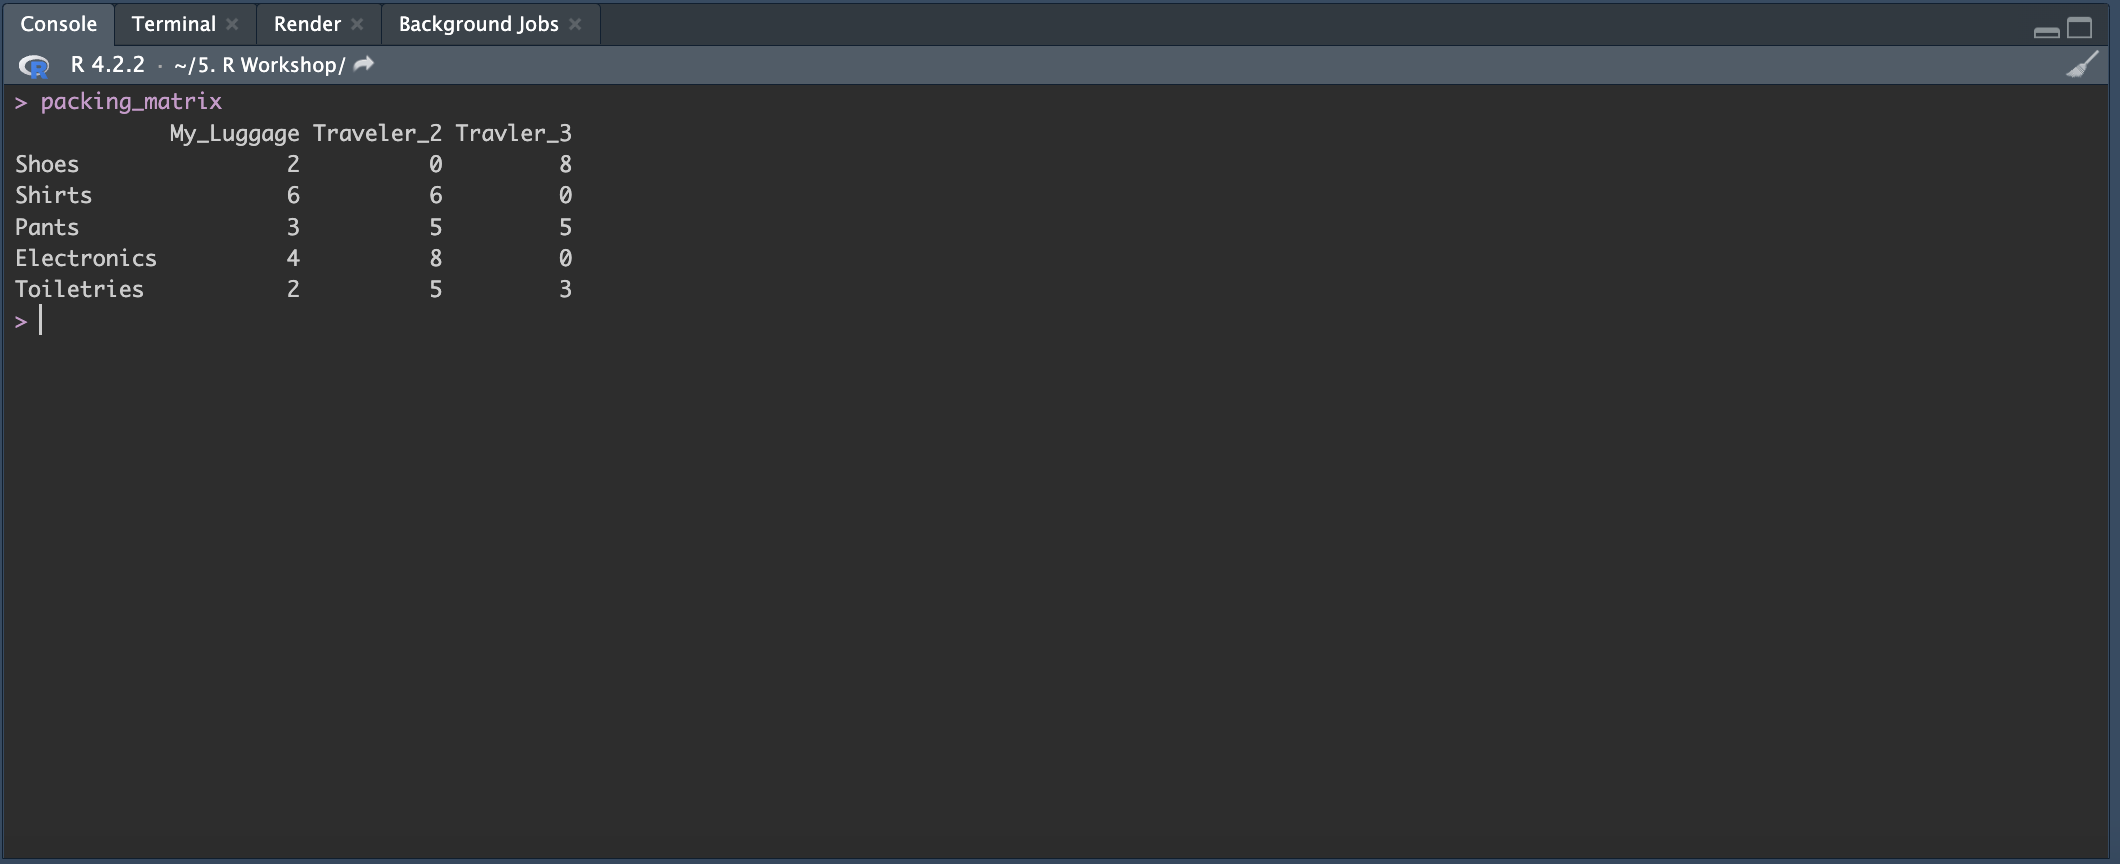 Console Terminal Render Background Jobs
R 4.2.2 · ~/5. R Workshop/
> packing_matrix
            My_Luggage Traveler_2 Travler_3
Shoes                2          0         8
Shirts               6          6         0
Pants                3          5         5
Electronics          4          8         0
Toiletries           2          5         3
>